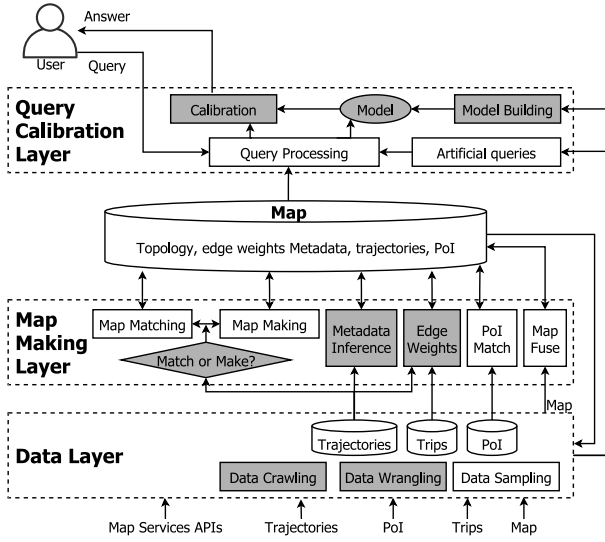 Answer
User
Query
Query
Calibration
Layer
Calibration
Model
Model Building
Query Processing
Artificial queries
Map
Topology, edge weights Metadata, trajectories, PoI
Map
Making
Layer
Map Matching
Map Making
Metadata
Inference
Edge
Weights
PoI
Match
Map
Fuse
Match or Make?
Map
Trajectories
Trips
PoI
Data Layer
Data Crawling
Data Wrangling
Data Sampling
Map Services APIs
Trajectories
PoI
Trips
Map